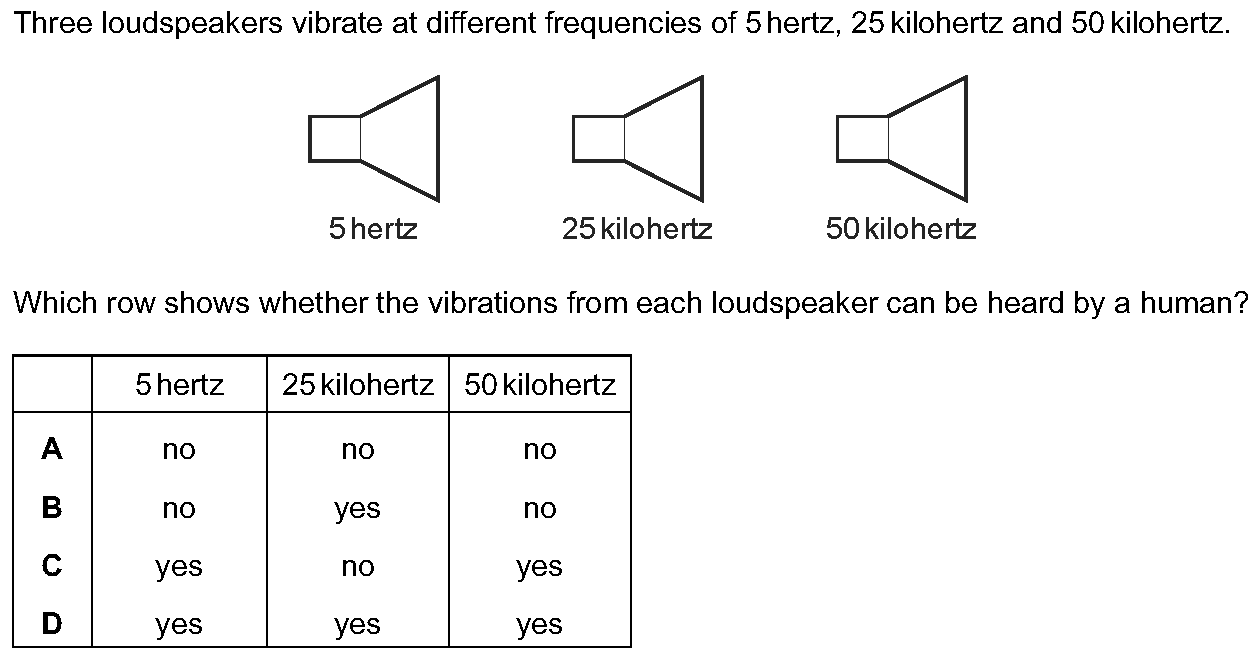 Three loudspeakers vibrate at different frequencies of 5 hertz, 25 kilohertz and 50 kilohertz.
5 hertz 25 kilohertz 50 kilohertz
Which row shows whether the vibrations from each loudspeaker can be heard by a human?
5 hertz 25 kilohertz 50 kilohertz
A no no no
B no yes no
C yes no yes
D yes yes yes